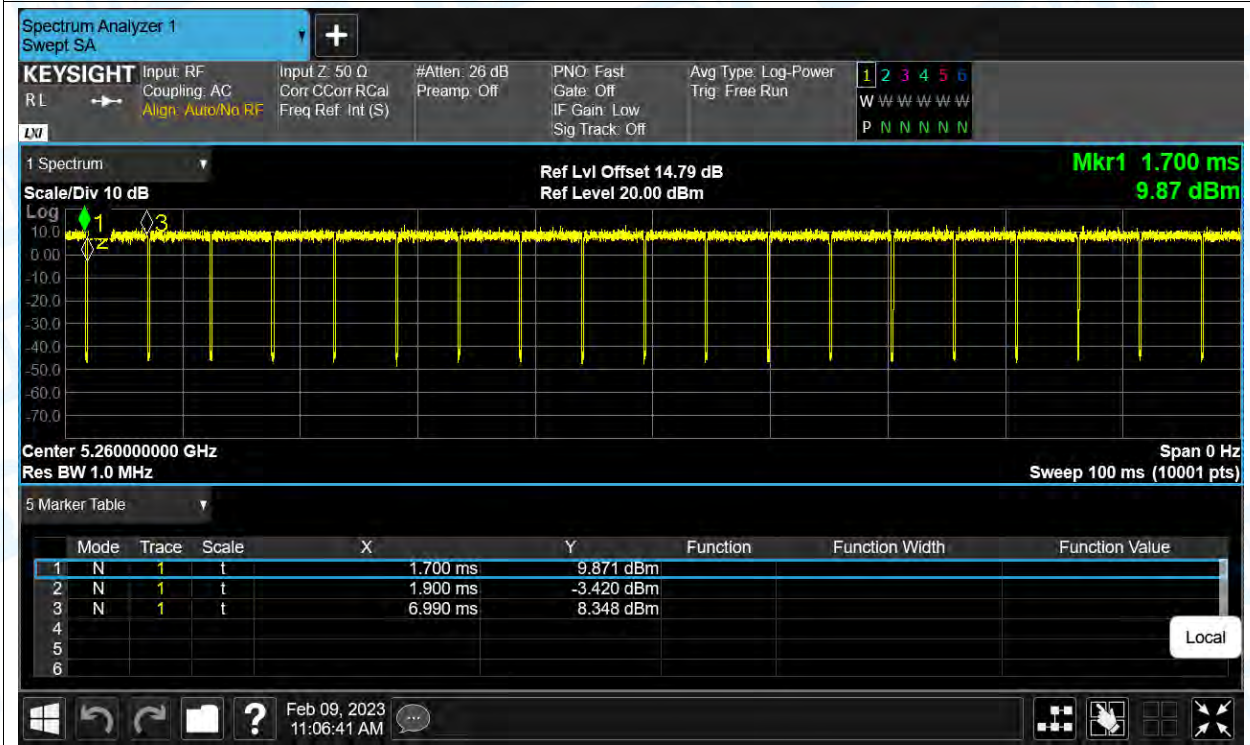 Spectrum Analyzer 1
Swept SA
+
KEYSIGHT Input: RF Input Z: 50 Ω #Atten: 26 dB PNO: Fast Avg Type: Log-Power 1 2 3 4 5 6
R L Coupling: AC Corr CCorr RCal Preamp: Off Gate: Off Trig: Free Run
Align: Auto/No RF Freq Ref: Int (S) IF Gain: Low W W W W W W
LXI Sig Track: Off P N N N N N
1 Spectrum Ref Lvl Offset 14.79 dB Mkr1 1.700 ms
Scale/Div 10 dB Ref Level 20.00 dBm 9.87 dBm
Log
1 3
10.0
2
0.00
-10.0
-20.0
-30.0
-40.0
-50.0
-60.0
-70.0
Center 5.260000000 GHz Span 0 Hz
Res BW 1.0 MHz Sweep 100 ms (10001 pts)
5 Marker Table
Mode Trace Scale X Y Function Function Width Function Value
1 N 1 t 1.700 ms 9.871 dBm
2 N 1 t 1.900 ms -3.420 dBm
3 N 1 t 6.990 ms 8.348 dBm
4
5
6
Local
? Feb 09, 2023
11:06:41 AM